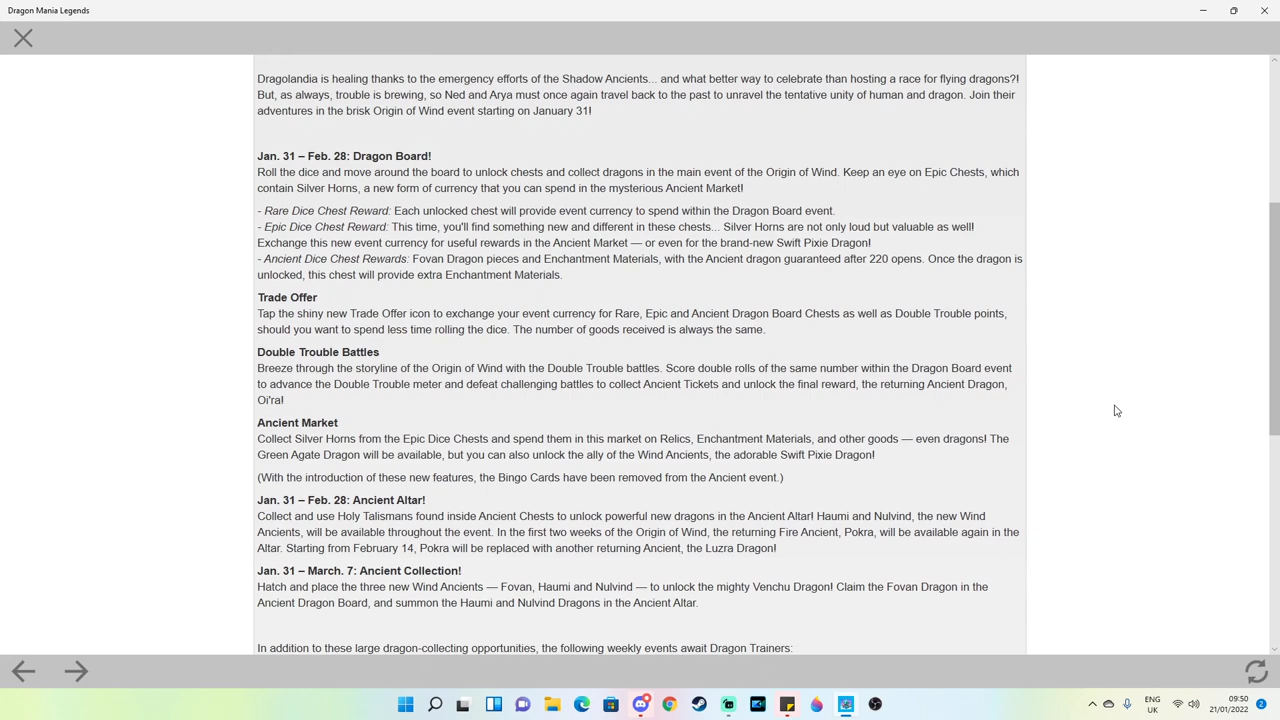 Dragon Mania Legends
Dragolandia is healing thanks to the emergency efforts of the Shadow Ancients... and what better way to celebrate than hosting a race for flying dragons?!
But, as always, trouble is brewing, so Ned and Arya must once again travel back to the past to unravel the tentative unity of human and dragon. Join their
adventures in the brisk Origin of Wind event starting on January 31!
Jan. 31 – Feb. 28: Dragon Board!
Roll the dice and move around the board to unlock chests and collect dragons in the main event of the Origin of Wind. Keep an eye on Epic Chests, which
contain Silver Horns, a new form of currency that you can spend in the mysterious Ancient Market!
- Rare Dice Chest Reward: Each unlocked chest will provide event currency to spend within the Dragon Board event.
- Epic Dice Chest Reward: This time, you'll find something new and different in these chests... Silver Horns are not only loud but valuable as well!
Exchange this new event currency for useful rewards in the Ancient Market — or even for the brand-new Swift Pixie Dragon!
- Ancient Dice Chest Rewards: Fovan Dragon pieces and Enchantment Materials, with the Ancient dragon guaranteed after 220 opens. Once the dragon is
unlocked, this chest will provide extra Enchantment Materials.
Trade Offer
Tap the shiny new Trade Offer icon to exchange your event currency for Rare, Epic and Ancient Dragon Board Chests as well as Double Trouble points,
should you want to spend less time rolling the dice. The number of goods received is always the same.
Double Trouble Battles
Breeze through the storyline of the Origin of Wind with the Double Trouble battles. Score double rolls of the same number within the Dragon Board event
to advance the Double Trouble meter and defeat challenging battles to collect Ancient Tickets and unlock the final reward, the returning Ancient Dragon,
Oi'ra!
Ancient Market
Collect Silver Horns from the Epic Dice Chests and spend them in this market on Relics, Enchantment Materials, and other goods — even dragons! The
Green Agate Dragon will be available, but you can also unlock the ally of the Wind Ancients, the adorable Swift Pixie Dragon!
(With the introduction of these new features, the Bingo Cards have been removed from the Ancient event.)
Jan. 31 – Feb. 28: Ancient Altar!
Collect and use Holy Talismans found inside Ancient Chests to unlock powerful new dragons in the Ancient Altar! Haumi and Nulvind, the new Wind
Ancients, will be available throughout the event. In the first two weeks of the Origin of Wind, the returning Fire Ancient, Pokra, will be available again in the
Altar. Starting from February 14, Pokra will be replaced with another returning Ancient, the Luzra Dragon!
Jan. 31 – March. 7: Ancient Collection!
Hatch and place the three new Wind Ancients — Fovan, Haumi and Nulvind — to unlock the mighty Venchu Dragon! Claim the Fovan Dragon in the
Ancient Dragon Board, and summon the Haumi and Nulvind Dragons in the Ancient Altar.
In addition to these large dragon-collecting opportunities, the following weekly events await Dragon Trainers:
ENG
UK
09:50
21/01/2022
2